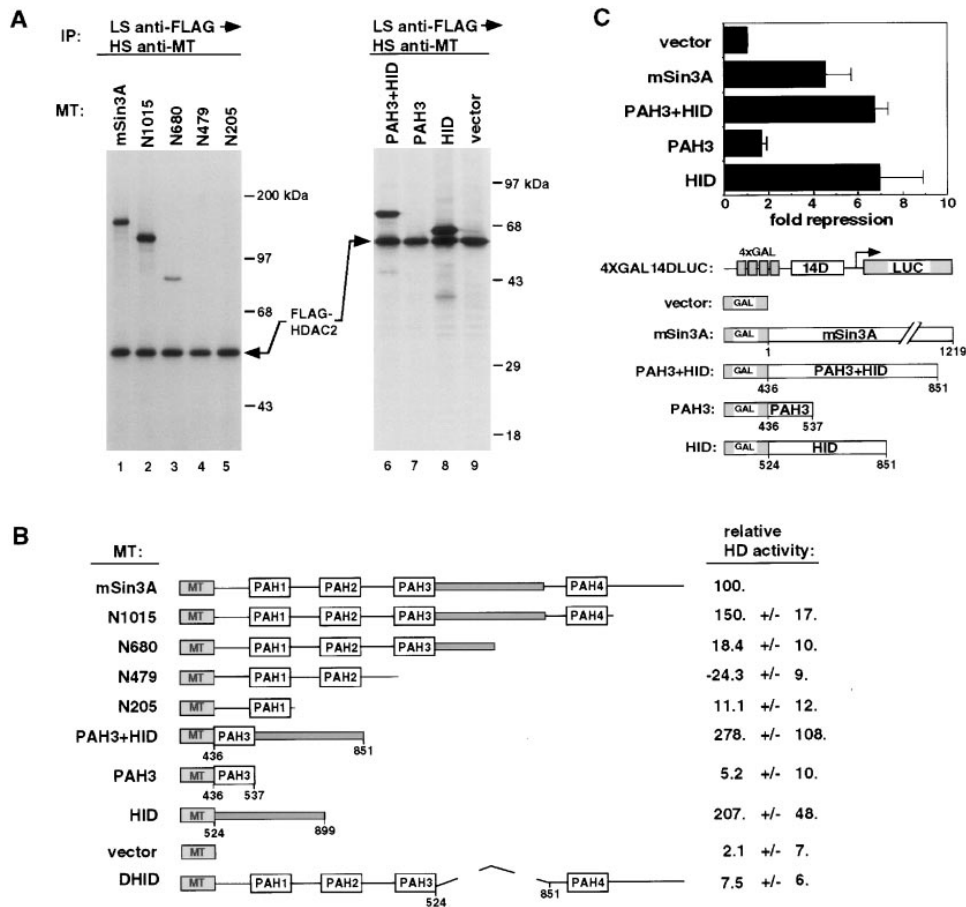 A
IP:
LS anti-FLAG
HS anti-MT
MT:
mSin3A
N1015
N680
N479
N205
200 kDa
97
68
43
1 2 3 4 5
FLAG-
HDAC2
LS anti-FLAG
HS anti-MT
PAH3+HID
PAH3
HID
vector
97 kDa
68
43
29
18
6 7 8 9
C
vector
mSin3A
PAH3+HID
PAH3
HID
0 2 4 6 8 10
fold repression
4xGAL
4XGAL14DLUC: 14D LUC
vector: GAL
mSin3A: GAL mSin3A
1 1219
PAH3+HID: GAL PAH3+HID
436 851
PAH3: GAL PAH3
436 537
HID: GAL HID
524 851
B
MT:
relative
HD activity:
mSin3A MT PAH1 PAH2 PAH3 PAH4 100.
N1015 MT PAH1 PAH2 PAH3 PAH4 150. +/- 17.
N680 MT PAH1 PAH2 PAH3 18.4 +/- 10.
N479 MT PAH1 PAH2 -24.3 +/- 9.
N205 MT PAH1 11.1 +/- 12.
PAH3+HID MT PAH3 278. +/- 108.
436 851
PAH3 MT PAH3 5.2 +/- 10.
436 537
HID MT 207. +/- 48.
524 899
vector MT 2.1 +/- 7.
DHID MT PAH1 PAH2 PAH3 PAH4 7.5 +/- 6.
524 851